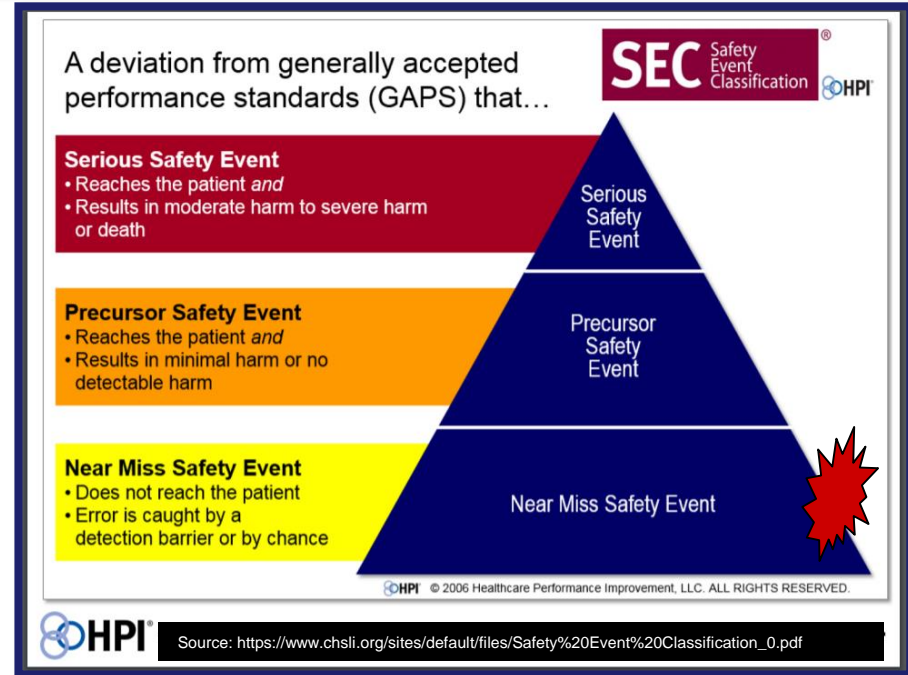 A deviation from generally accepted
performance standards (GAPS) that…
SEC Safety
Event
Classification
®
HPI
Serious Safety Event
• Reaches the patient and
• Results in moderate harm to severe harm
or death
Serious
Safety
Event
Precursor Safety Event
• Reaches the patient and
• Results in minimal harm or no
detectable harm
Precursor
Safety
Event
Near Miss Safety Event
• Does not reach the patient
• Error is caught by a
detection barrier or by chance
Near Miss Safety Event
HPI © 2006 Healthcare Performance Improvement, LLC. ALL RIGHTS RESERVED.
HPI®
Source: https://www.chsli.org/sites/default/files/Safety%20Event%20Classification_0.pdf